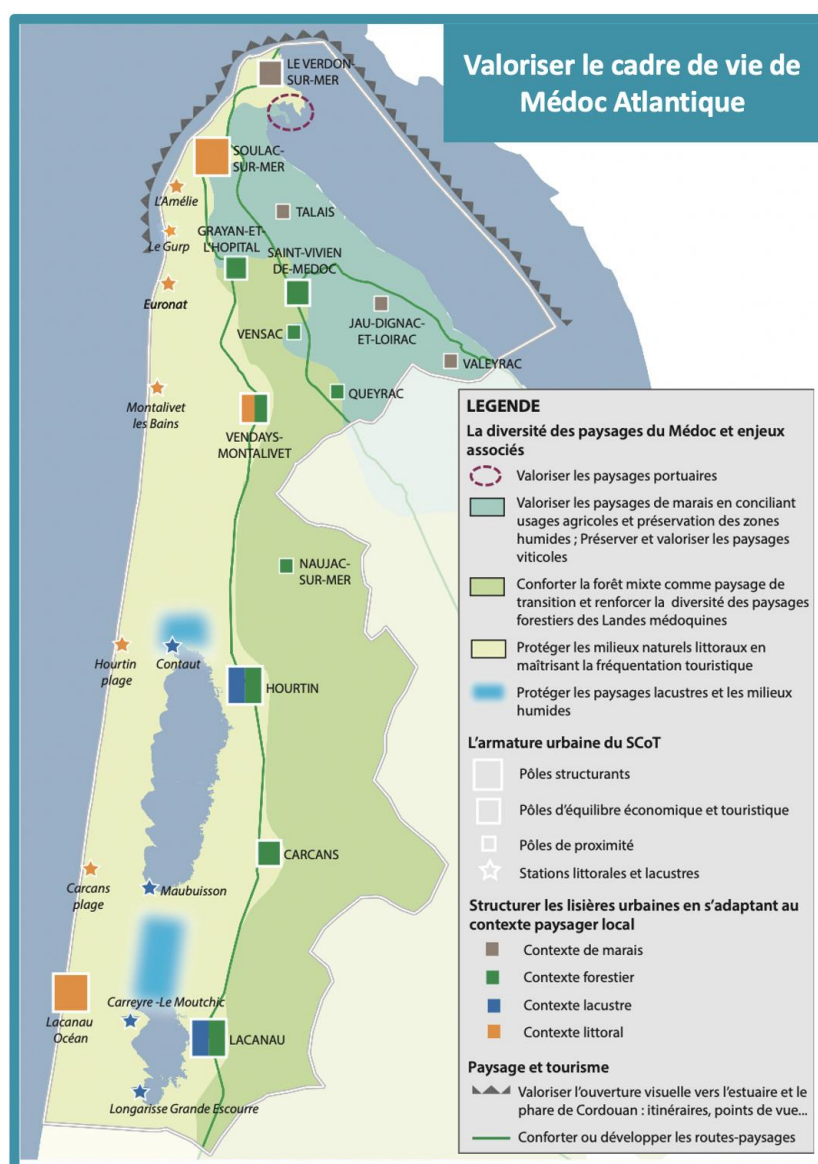 Valoriser le cadre de vie de
Médoc Atlantique
LE VERDON-
SUR-MER
SOULAC-
SUR-MER
L'Amélie
TALAIS
Le Gurp
GRAYAN-ET-
L'HOPITAL
SAINT-VIVIEN
DE-MEDOC
Euronat
VENSAC
JAU-DIGNAC-
ET-LOIRAC
VALEYRAC
QUEYRAC
Montalivet
les Bains
VENDAYS-
MONTALIVET
NAUJAC-
SUR-MER
Hourtin
plage
Contaut
HOURTIN
CARCANS
Carcans
plage
Maubuisson
Lacanau
Océan
Carreyre -Le Moutchic
LACANAU
Longarisse Grande Escourre
LEGENDE
La diversité des paysages du Médoc et enjeux
associés
Valoriser les paysages portuaires
Valoriser les paysages de marais en conciliant
usages agricoles et préservation des zones
humides ; Préserver et valoriser les paysages
viticoles
Conforter la forêt mixte comme paysage de
transition et renforcer la diversité des paysages
forestiers des Landes médoquines
Protéger les milieux naturels littoraux en
maîtrisant la fréquentation touristique
Protéger les paysages lacustres et les milieux
humides
L'armature urbaine du SCoT
Pôles structurants
Pôles d'équilibre économique et touristique
Pôles de proximité
Stations littorales et lacustres
Structurer les lisières urbaines en s'adaptant au
contexte paysager local
Contexte de marais
Contexte forestier
Contexte lacustre
Contexte littoral
Paysage et tourisme
Valoriser l'ouverture visuelle vers l'estuaire et le
phare de Cordouan : itinéraires, points de vue...
Conforter ou développer les routes-paysages